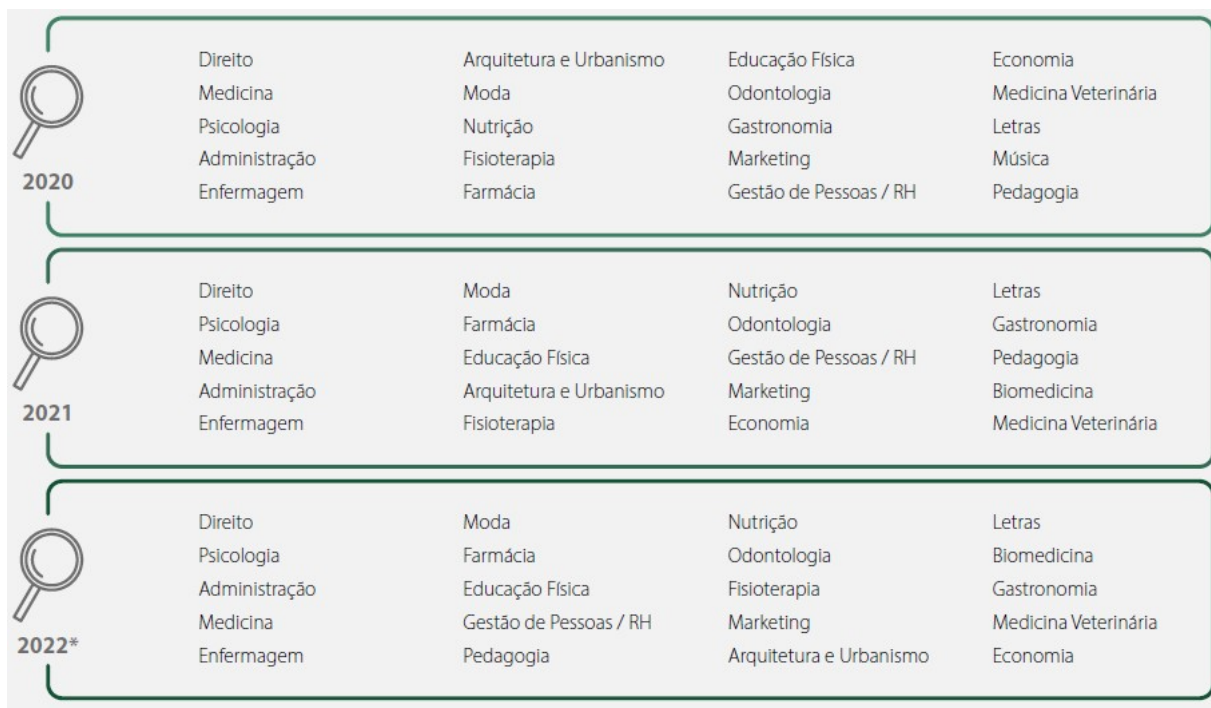 2020
Direito
Medicina
Psicologia
Administração
Enfermagem
Arquitetura e Urbanismo
Moda
Nutrição
Fisioterapia
Farmácia
Educação Física
Odontologia
Gastronomia
Marketing
Gestão de Pessoas / RH
Economia
Medicina Veterinária
Letras
Música
Pedagogia
2021
Direito
Psicologia
Medicina
Administração
Enfermagem
Moda
Farmácia
Educação Física
Arquitetura e Urbanismo
Fisioterapia
Nutrição
Odontologia
Gestão de Pessoas / RH
Marketing
Economia
Letras
Gastronomia
Pedagogia
Biomedicina
Medicina Veterinária
2022*
Direito
Psicologia
Administração
Medicina
Enfermagem
Moda
Farmácia
Educação Física
Gestão de Pessoas / RH
Pedagogia
Nutrição
Odontologia
Fisioterapia
Marketing
Arquitetura e Urbanismo
Letras
Biomedicina
Gastronomia
Medicina Veterinária
Economia